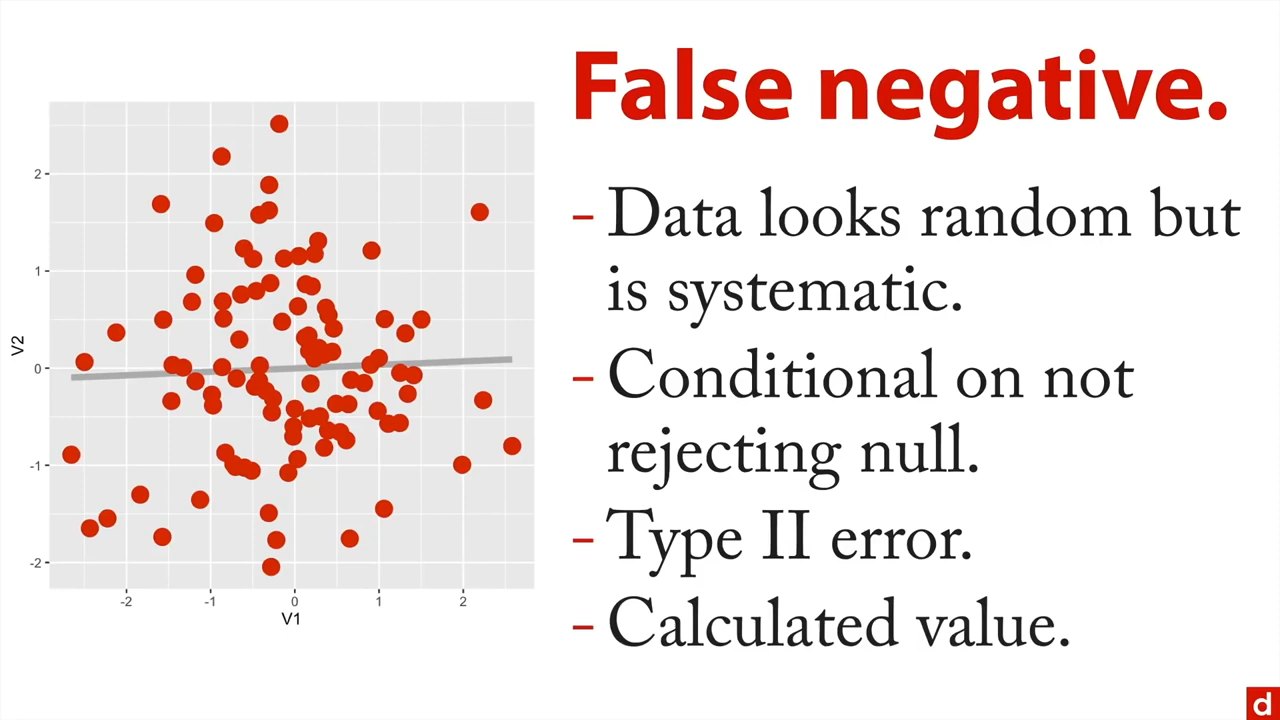 False negative.
– Data looks random but
is systematic.
– Conditional on not
rejecting null.
– Type II error.
– Calculated value.
V2
2
1
0
-1
-2
-2 -1 0 1 2
V1
d